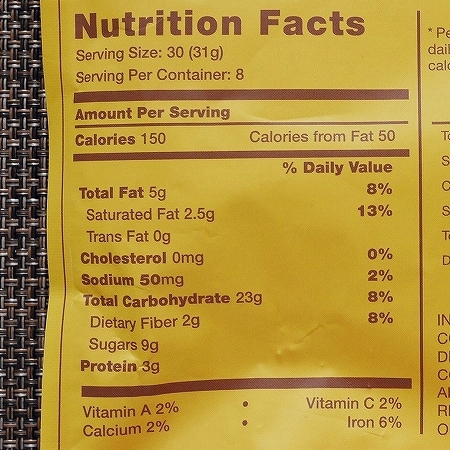 Nutrition Facts
Serving Size: 30 (31g)
Serving Per Container: 8
Amount Per Serving
Calories 150 Calories from Fat 50
% Daily Value
Total Fat 5g 8%
Saturated Fat 2.5g 13%
Trans Fat 0g
Cholesterol 0mg 0%
Sodium 50mg 2%
Total Carbohydrate 23g 8%
Dietary Fiber 2g 8%
Sugars 9g
Protein 3g
Vitamin A 2% • Vitamin C 2%
Calcium 2% • Iron 6%